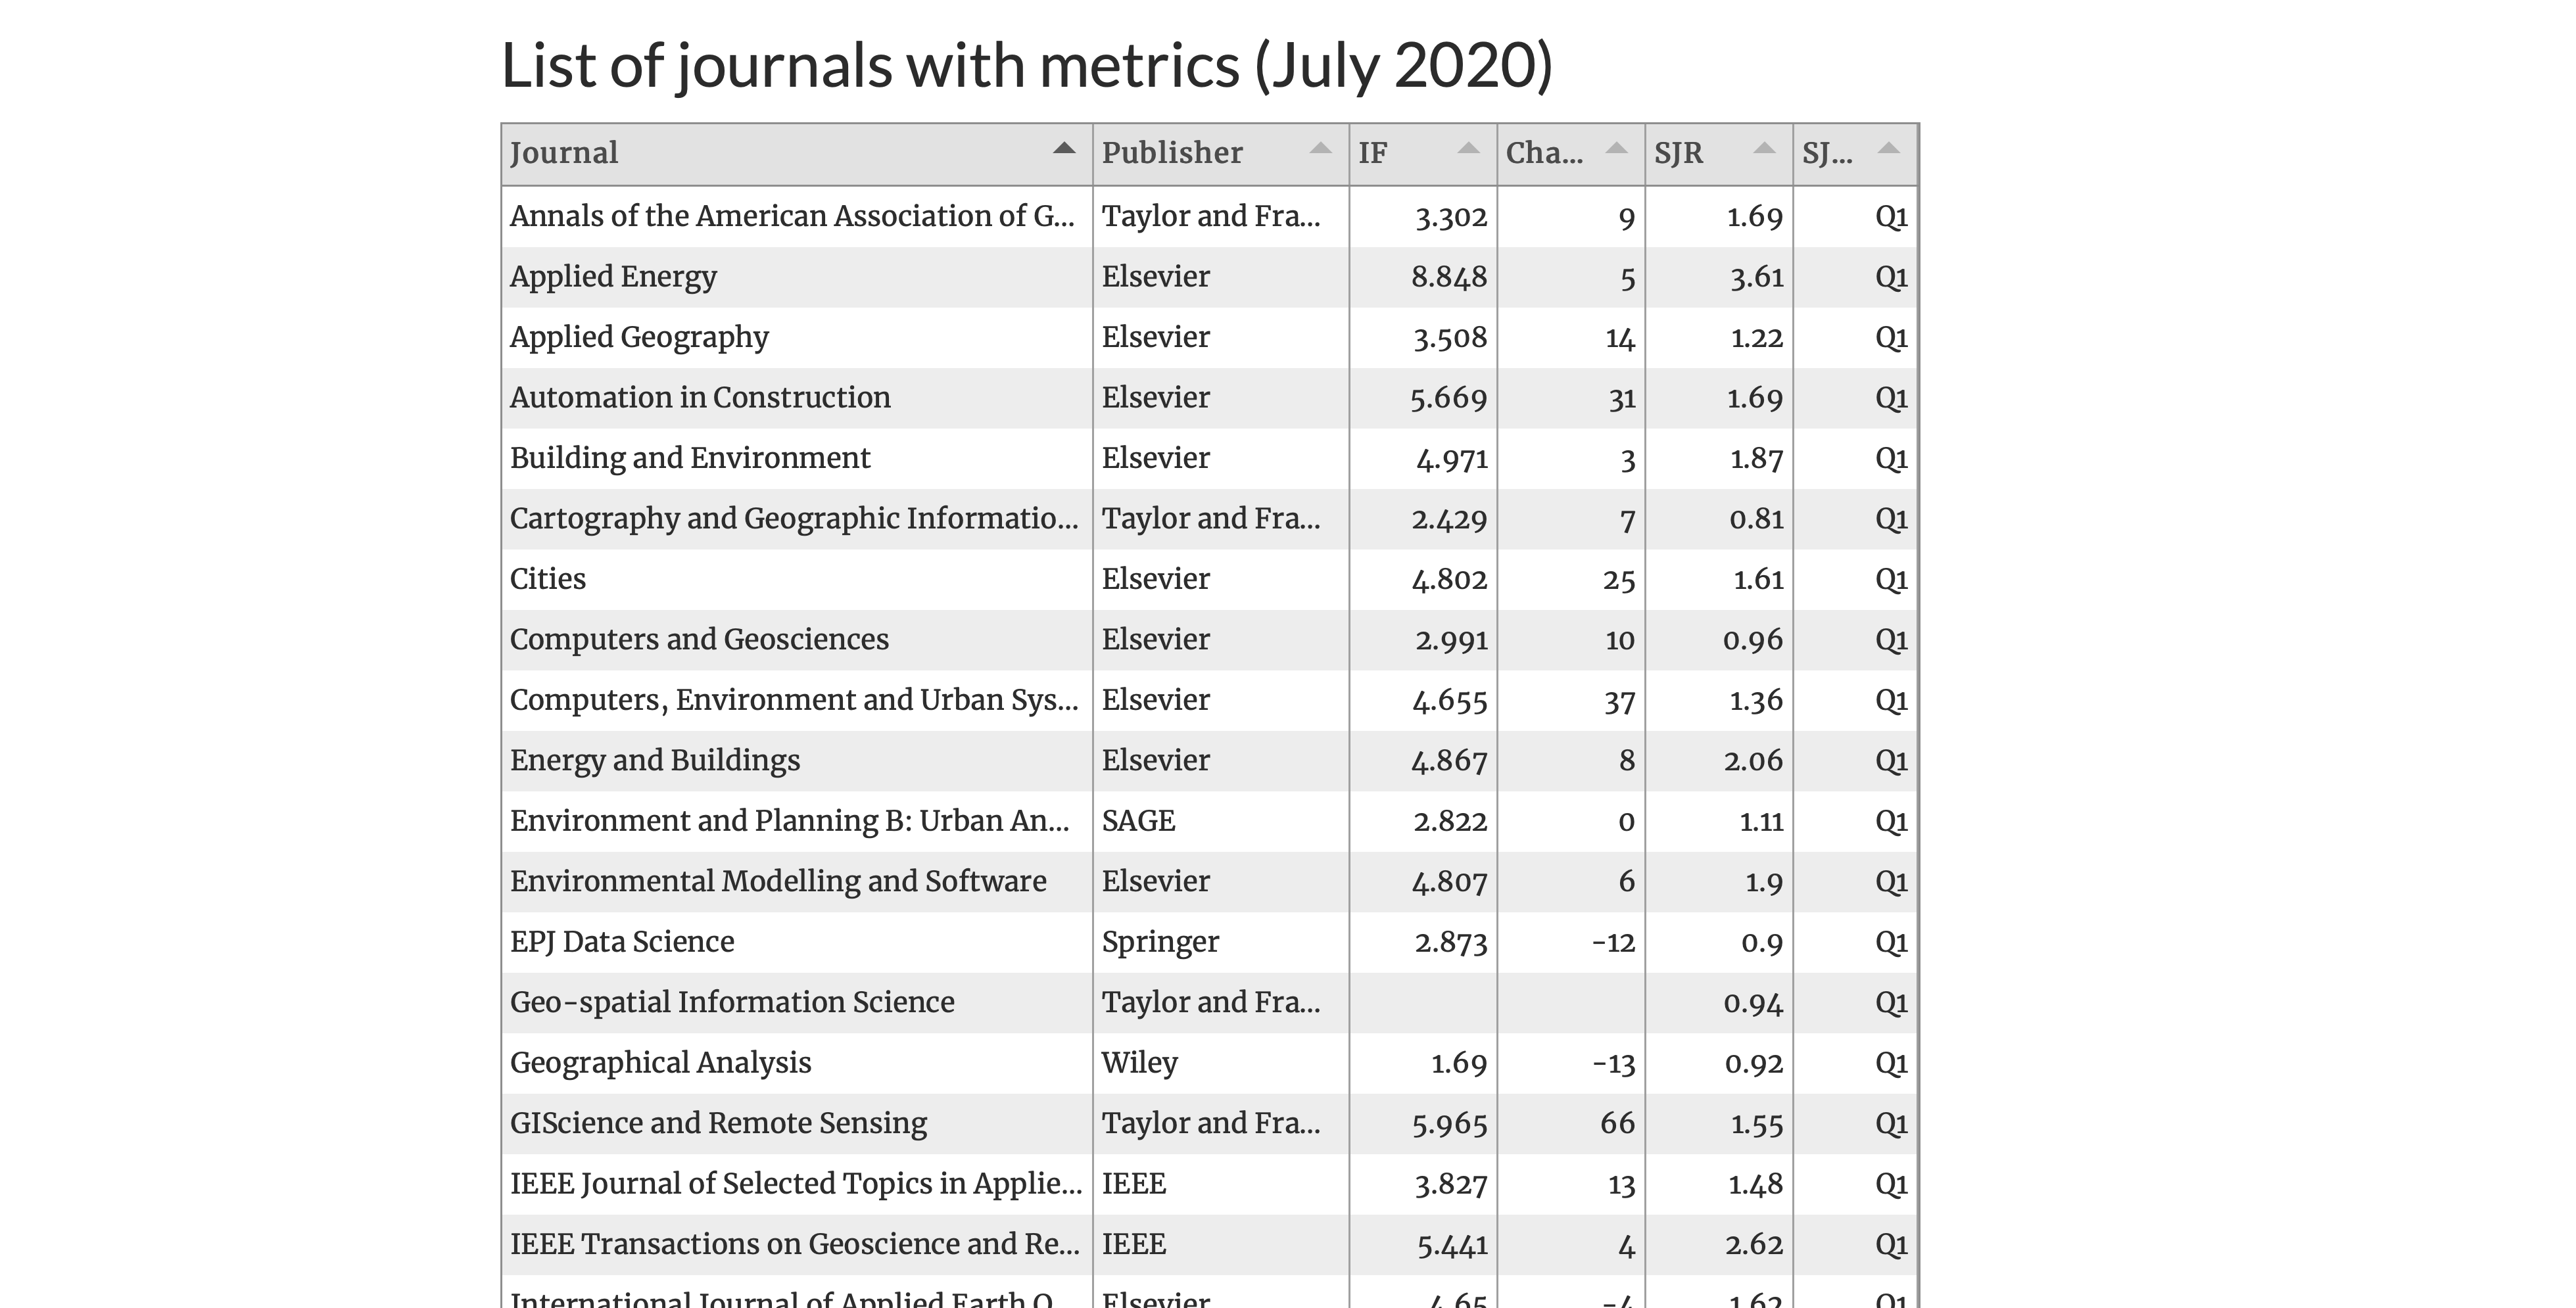 List of journals with metrics (July 2020)
Journal Publisher IF Cha... SJR SJ...
Annals of the American Association of G... Taylor and Fra... 3.302 9 1.69 Q1
Applied Energy Elsevier 8.848 5 3.61 Q1
Applied Geography Elsevier 3.508 14 1.22 Q1
Automation in Construction Elsevier 5.669 31 1.69 Q1
Building and Environment Elsevier 4.971 3 1.87 Q1
Cartography and Geographic Informatio... Taylor and Fra... 2.429 7 0.81 Q1
Cities Elsevier 4.802 25 1.61 Q1
Computers and Geosciences Elsevier 2.991 10 0.96 Q1
Computers, Environment and Urban Sys... Elsevier 4.655 37 1.36 Q1
Energy and Buildings Elsevier 4.867 8 2.06 Q1
Environment and Planning B: Urban An... SAGE 2.822 0 1.11 Q1
Environmental Modelling and Software Elsevier 4.807 6 1.9 Q1
EPJ Data Science Springer 2.873 -12 0.9 Q1
Geo-spatial Information Science Taylor and Fra... 0.94 Q1
Geographical Analysis Wiley 1.69 -13 0.92 Q1
GIScience and Remote Sensing Taylor and Fra... 5.965 66 1.55 Q1
IEEE Journal of Selected Topics in Applie... IEEE 3.827 13 1.48 Q1
IEEE Transactions on Geoscience and Re... IEEE 5.441 4 2.62 Q1
International Journal of Applied Earth O... Elsevier 4.65 -4 1.62 Q1